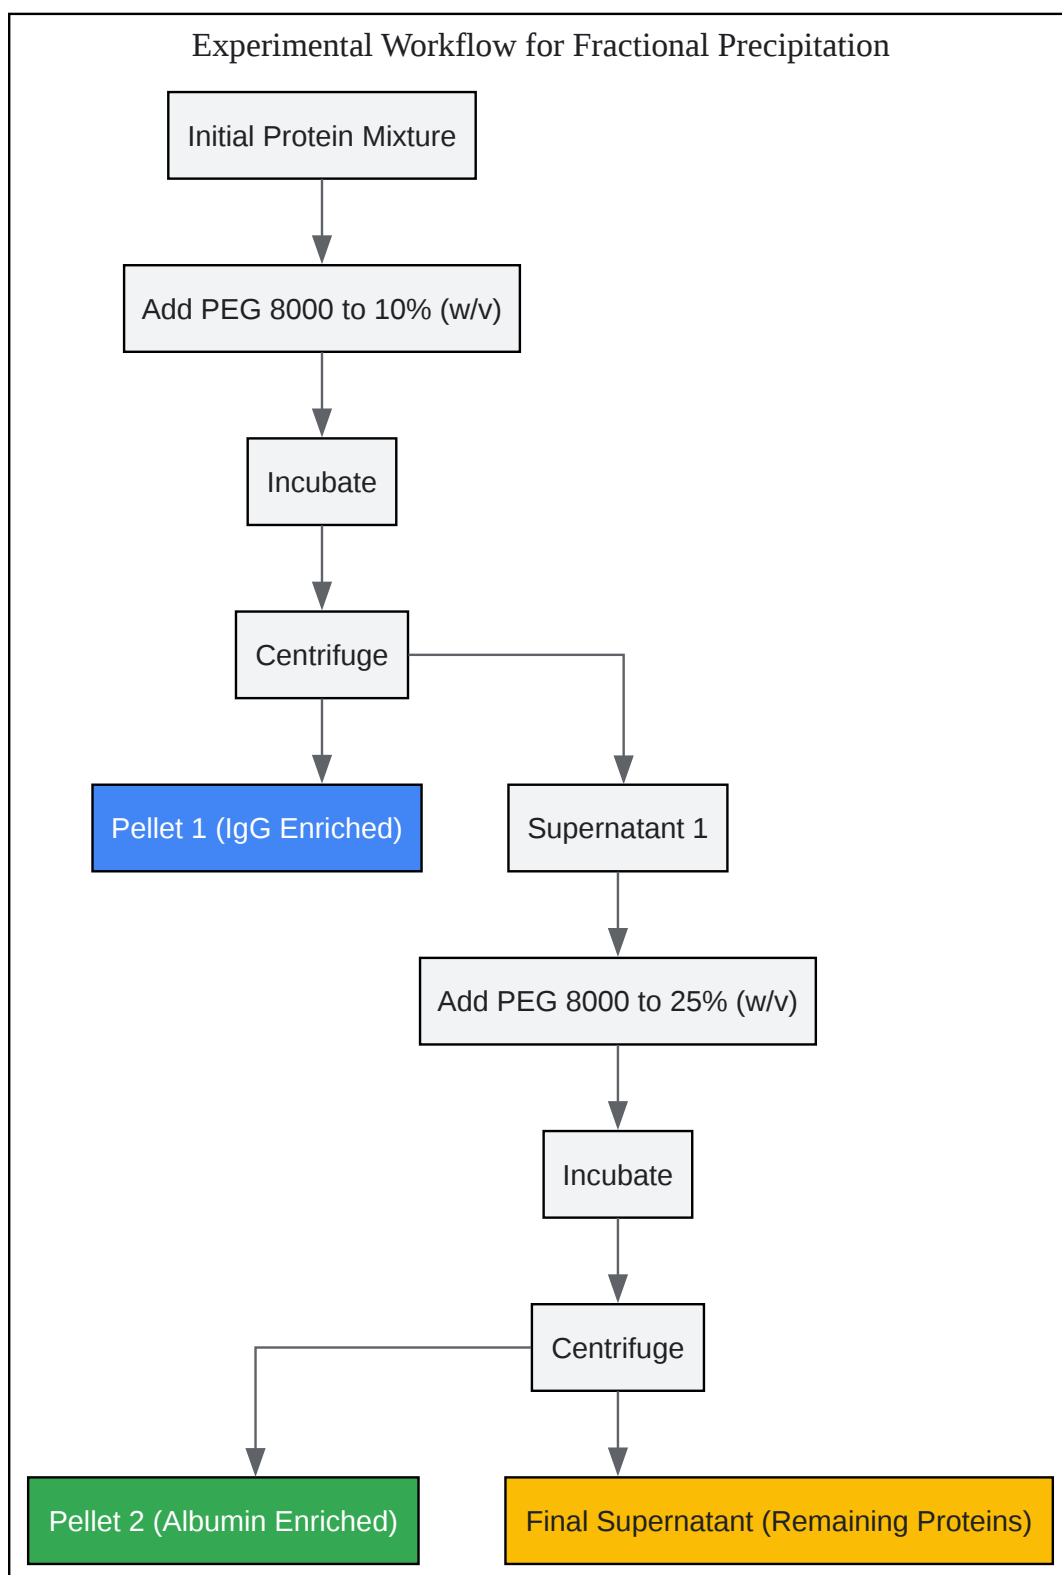 Experimental Workflow for Fractional Precipitation
Initial Protein Mixture
Add PEG 8000 to 10% (w/v)
Incubate
Centrifuge
Pellet 1 (IgG Enriched)
Supernatant 1
Add PEG 8000 to 25% (w/v)
Incubate
Centrifuge
Pellet 2 (Albumin Enriched)
Final Supernatant (Remaining Proteins)